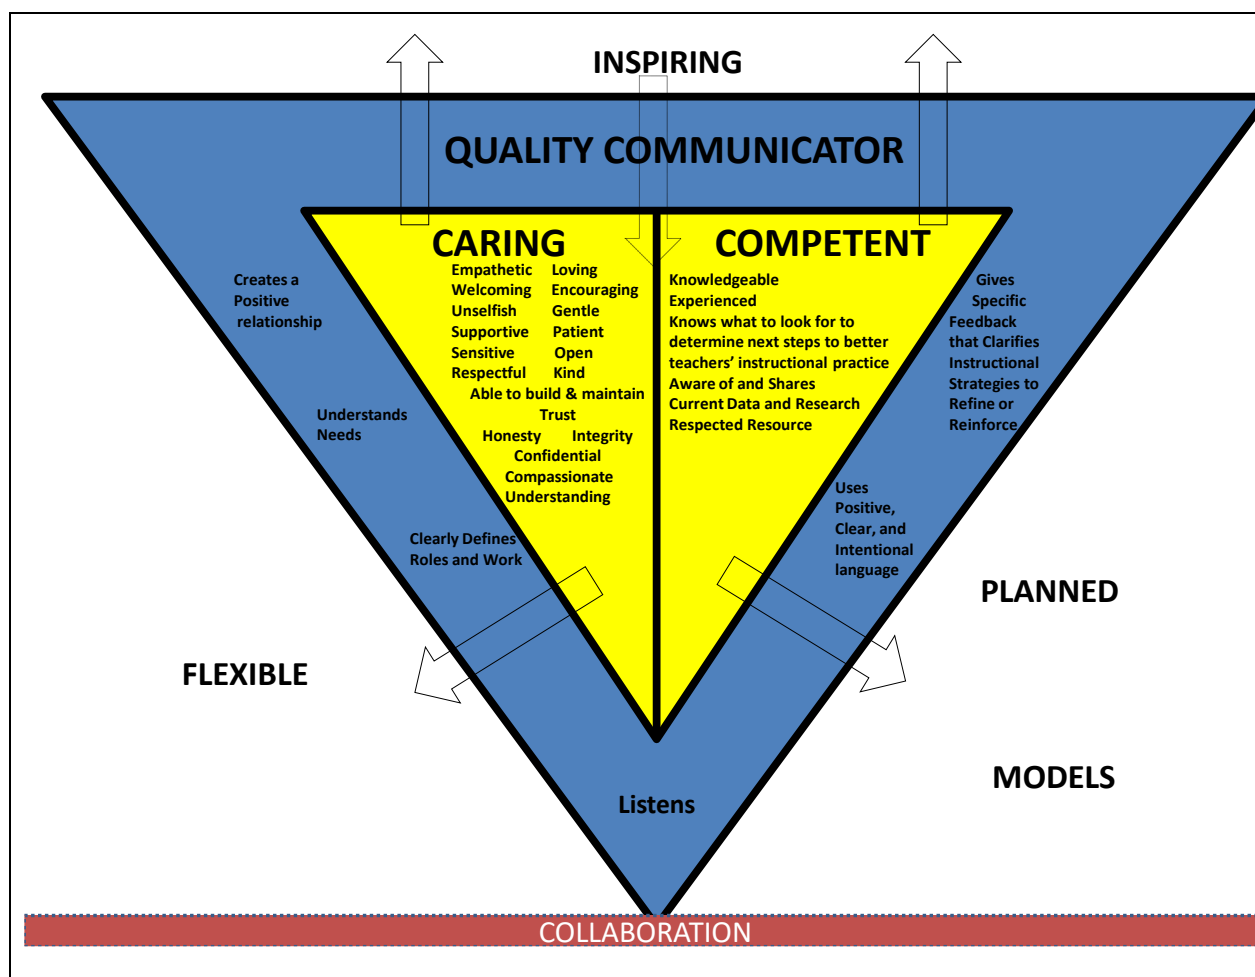 INSPIRING
QUALITY COMMUNICATOR
CARING
Empathetic Loving
Welcoming Encouraging
Unselfish Gentle
Supportive Patient
Sensitive Open
Respectful Kind
Able to build & maintain
Trust
Honesty Integrity
Confidential
Compassionate
Understanding
COMPETENT
Knowledgeable
Experienced
Knows what to look for to
determine next steps to better
teachers' instructional practice
Aware of and Shares
Current Data and Research
Respected Resource
Creates a
Positive
relationship
Understands
Needs
Clearly Defines
Roles and Work
Gives
Specific
Feedback
that Clarifies
Instructional
Strategies to
Refine or
Reinforce
Uses
Positive,
Clear, and
Intentional
language
Listens
FLEXIBLE
PLANNED
MODELS
COLLABORATION